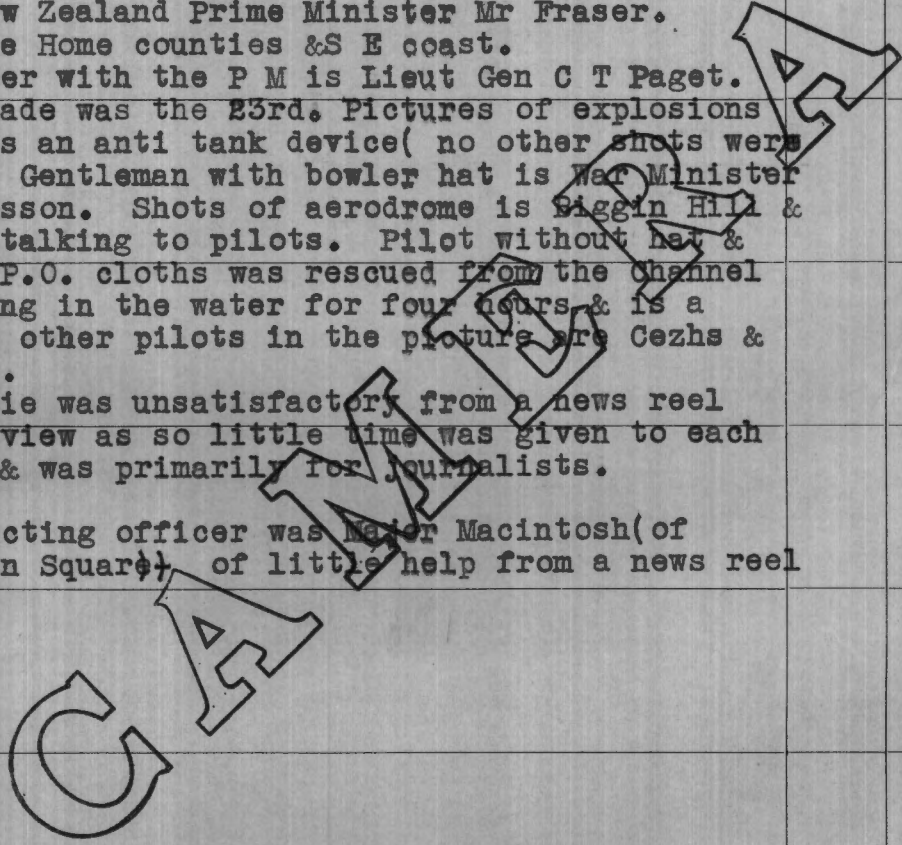 w Zealand Prime Minister Mr Fraser.
e Home counties &S E coast.
er with the P M is Lieut Gen C T Paget.
ade was the 23rd. Pictures of explosions
s an anti tank device( no other shots were
Gentleman with bowler hat is War Minister
sson. Shots of aerodrome is Biggin Hill &
talking to pilots. Pilot without hat &
P.O. cloths was rescued from the channel
ng in the water for four hours & is a
other pilots in the picture are Cezhs &
.
ie was unsatisfactory from a news reel
view as so little time was given to each
& was primarily for journalists.
cting officer was Major Macintosh(of
n Square) of little help from a news reel
CAMERA